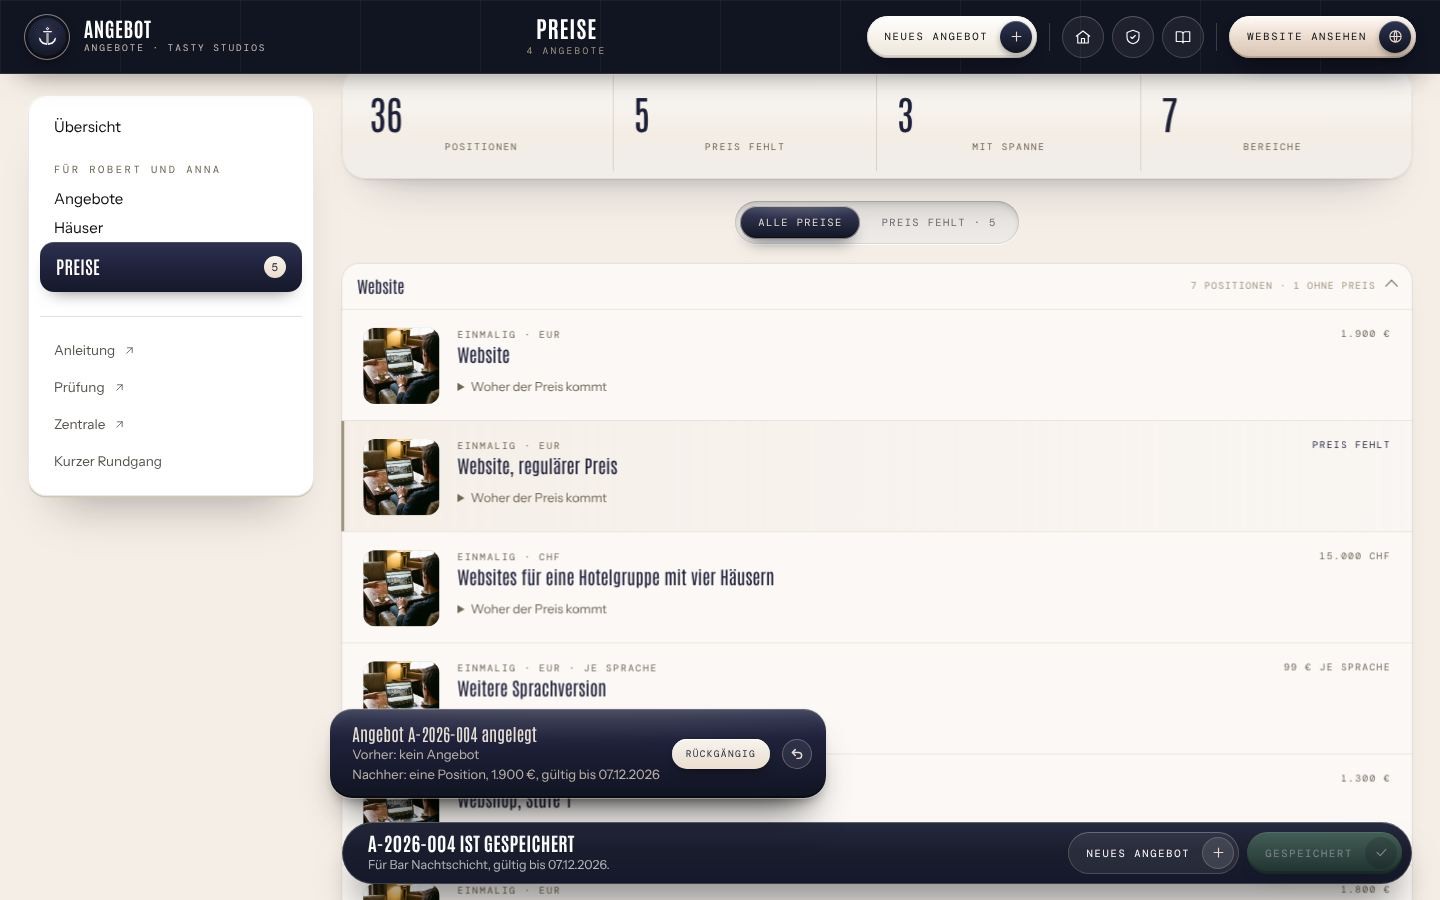 ANGEBOT
ANGEBOTE · TASTY STUDIOS
PREISE
4 ANGEBOTE
NEUES ANGEBOT
WEBSITE ANSEHEN
Übersicht
FÜR ROBERT UND ANNA
Angebote
Häuser
PREISE
5
Anleitung
Prüfung
Zentrale
Kurzer Rundgang
36
POSITIONEN
5
PREIS FEHLT
3
MIT SPANNE
7
BEREICHE
ALLE PREISE
PREIS FEHLT · 5
Website
7 POSITIONEN · 1 OHNE PREIS
EINMALIG · EUR
1.900 €
Website
Woher der Preis kommt
EINMALIG · EUR
PREIS FEHLT
Website, regulärer Preis
Woher der Preis kommt
EINMALIG · CHF
15.000 CHF
Websites für eine Hotelgruppe mit vier Häusern
Woher der Preis kommt
EINMALIG · EUR · JE SPRACHE
99 € JE SPRACHE
Weitere Sprachversion
Angebot A-2026-004 angelegt
Vorher: kein Angebot
Nachher: eine Position, 1.900 €, gültig bis 07.12.2026
RÜCKGÄNGIG
1.300 €
Webshop, Stufe 1
A-2026-004 IST GESPEICHERT
Für Bar Nachtschicht, gültig bis 07.12.2026.
NEUES ANGEBOT
GESPEICHERT
EINMALIG · EUR
1.800 €